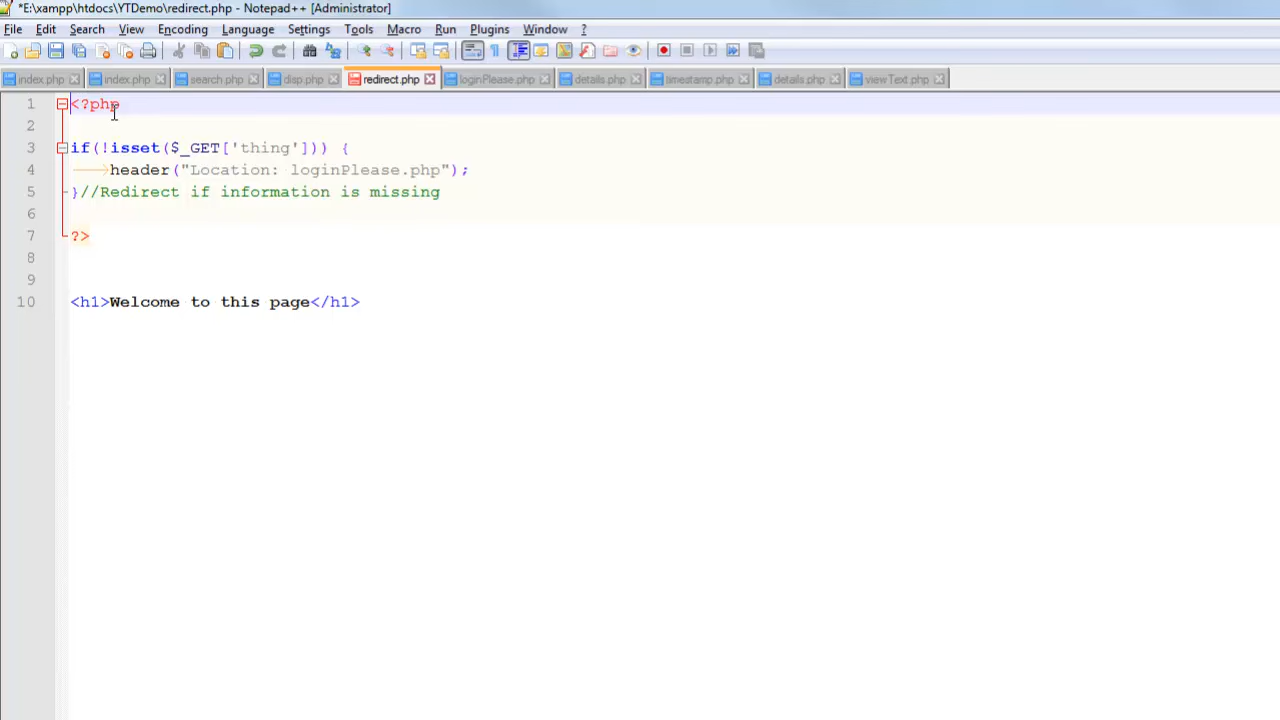 *E:\xampp\htdocs\YTDemo\redirect.php - Notepad++ [Administrator]
File Edit Search View Encoding Language Settings Tools Macro Run Plugins Window ?
index.php index.php search.php disp.php redirect.php loginPlease.php details.php timestamp.php details.php viewText.php
1 <?php
2
3 if(!isset($_GET['thing'])) {
4 header("Location: loginPlease.php");
5 }//Redirect if information is missing
6
7 ?>
8
9
10 <h1>Welcome to this page</h1>